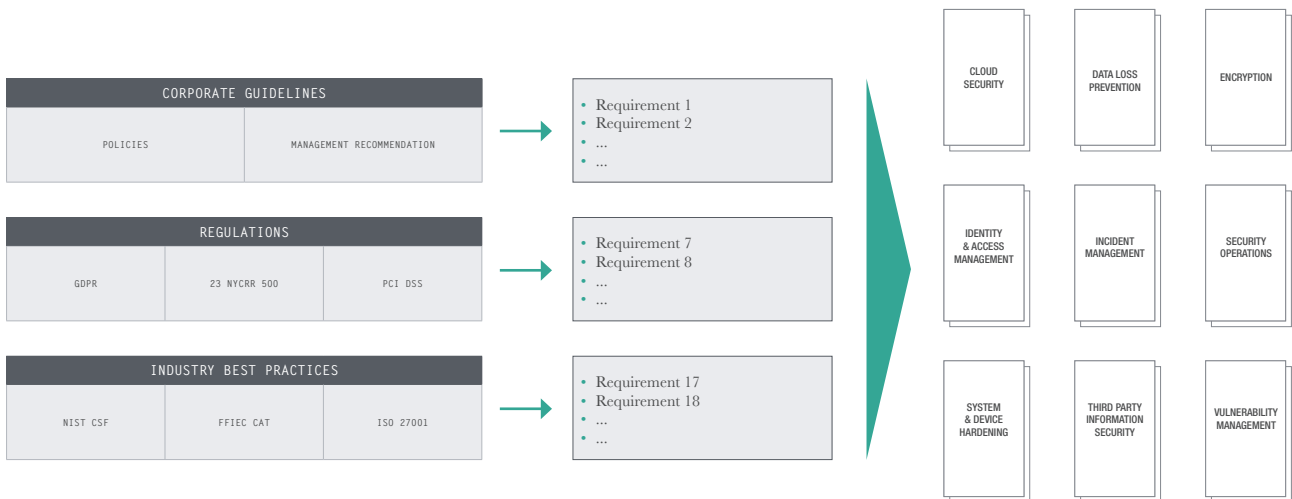 CORPORATE GUIDELINES
POLICIES
MANAGEMENT RECOMMENDATION
• Requirement 1
• Requirement 2
• ...
• ...
REGULATIONS
GDPR
23 NYCRR 500
PCI DSS
• Requirement 7
• Requirement 8
• ...
• ...
INDUSTRY BEST PRACTICES
NIST CSF
FFIEC CAT
ISO 27001
• Requirement 17
• Requirement 18
• ...
• ...
CLOUD
SECURITY
DATA LOSS
PREVENTION
ENCRYPTION
IDENTITY
& ACCESS
MANAGEMENT
INCIDENT
MANAGEMENT
SECURITY
OPERATIONS
SYSTEM
& DEVICE
HARDENING
THIRD PARTY
INFORMATION
SECURITY
VULNERABILITY
MANAGEMENT